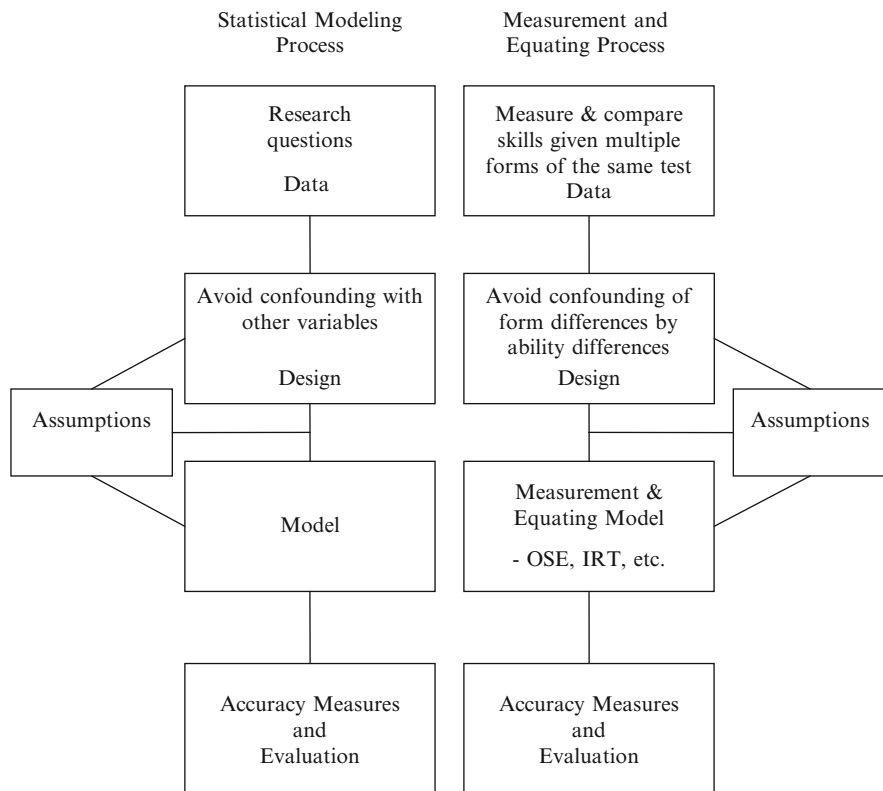 Statistical Modeling
Process
Measurement and
Equating Process
Research
questions
Data
Measure & compare
skills given multiple
forms of the same test
Data
Avoid confounding with
other variables
Design
Avoid confounding of
form differences by
ability differences
Design
Assumptions
Assumptions
Model
Measurement &
Equating Model
- OSE, IRT, etc.
Accuracy Measures
and
Evaluation
Accuracy Measures
and
Evaluation